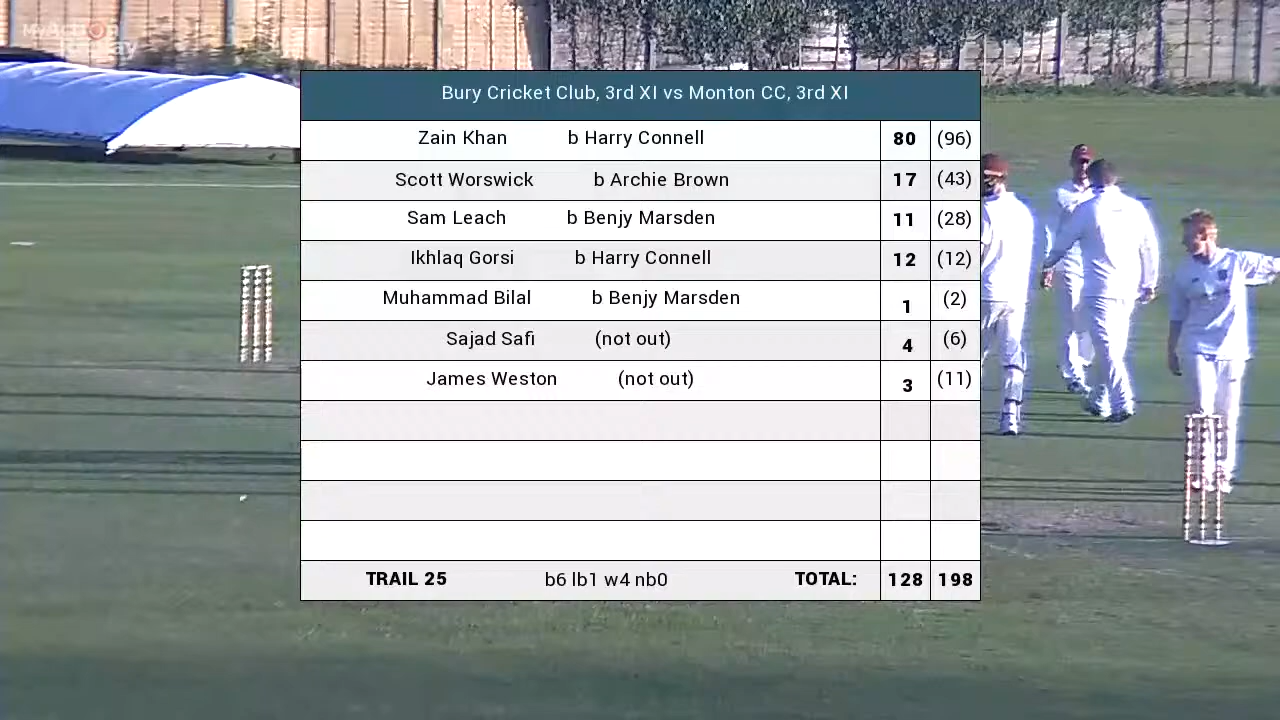 MyAction
Bury Cricket Club, 3rd XI vs Monton CC, 3rd XI
Zain Khan b Harry Connell 80 (96)
Scott Worswick b Archie Brown 17 (43)
Sam Leach b Benjy Marsden 11 (28)
Ikhlaq Gorsi b Harry Connell 12 (12)
Muhammad Bilal b Benjy Marsden 1 (2)
Sajad Safi (not out) 4 (6)
James Weston (not out) 3 (11)
TRAIL 25 b6 lb1 w4 nb0 TOTAL: 128 198